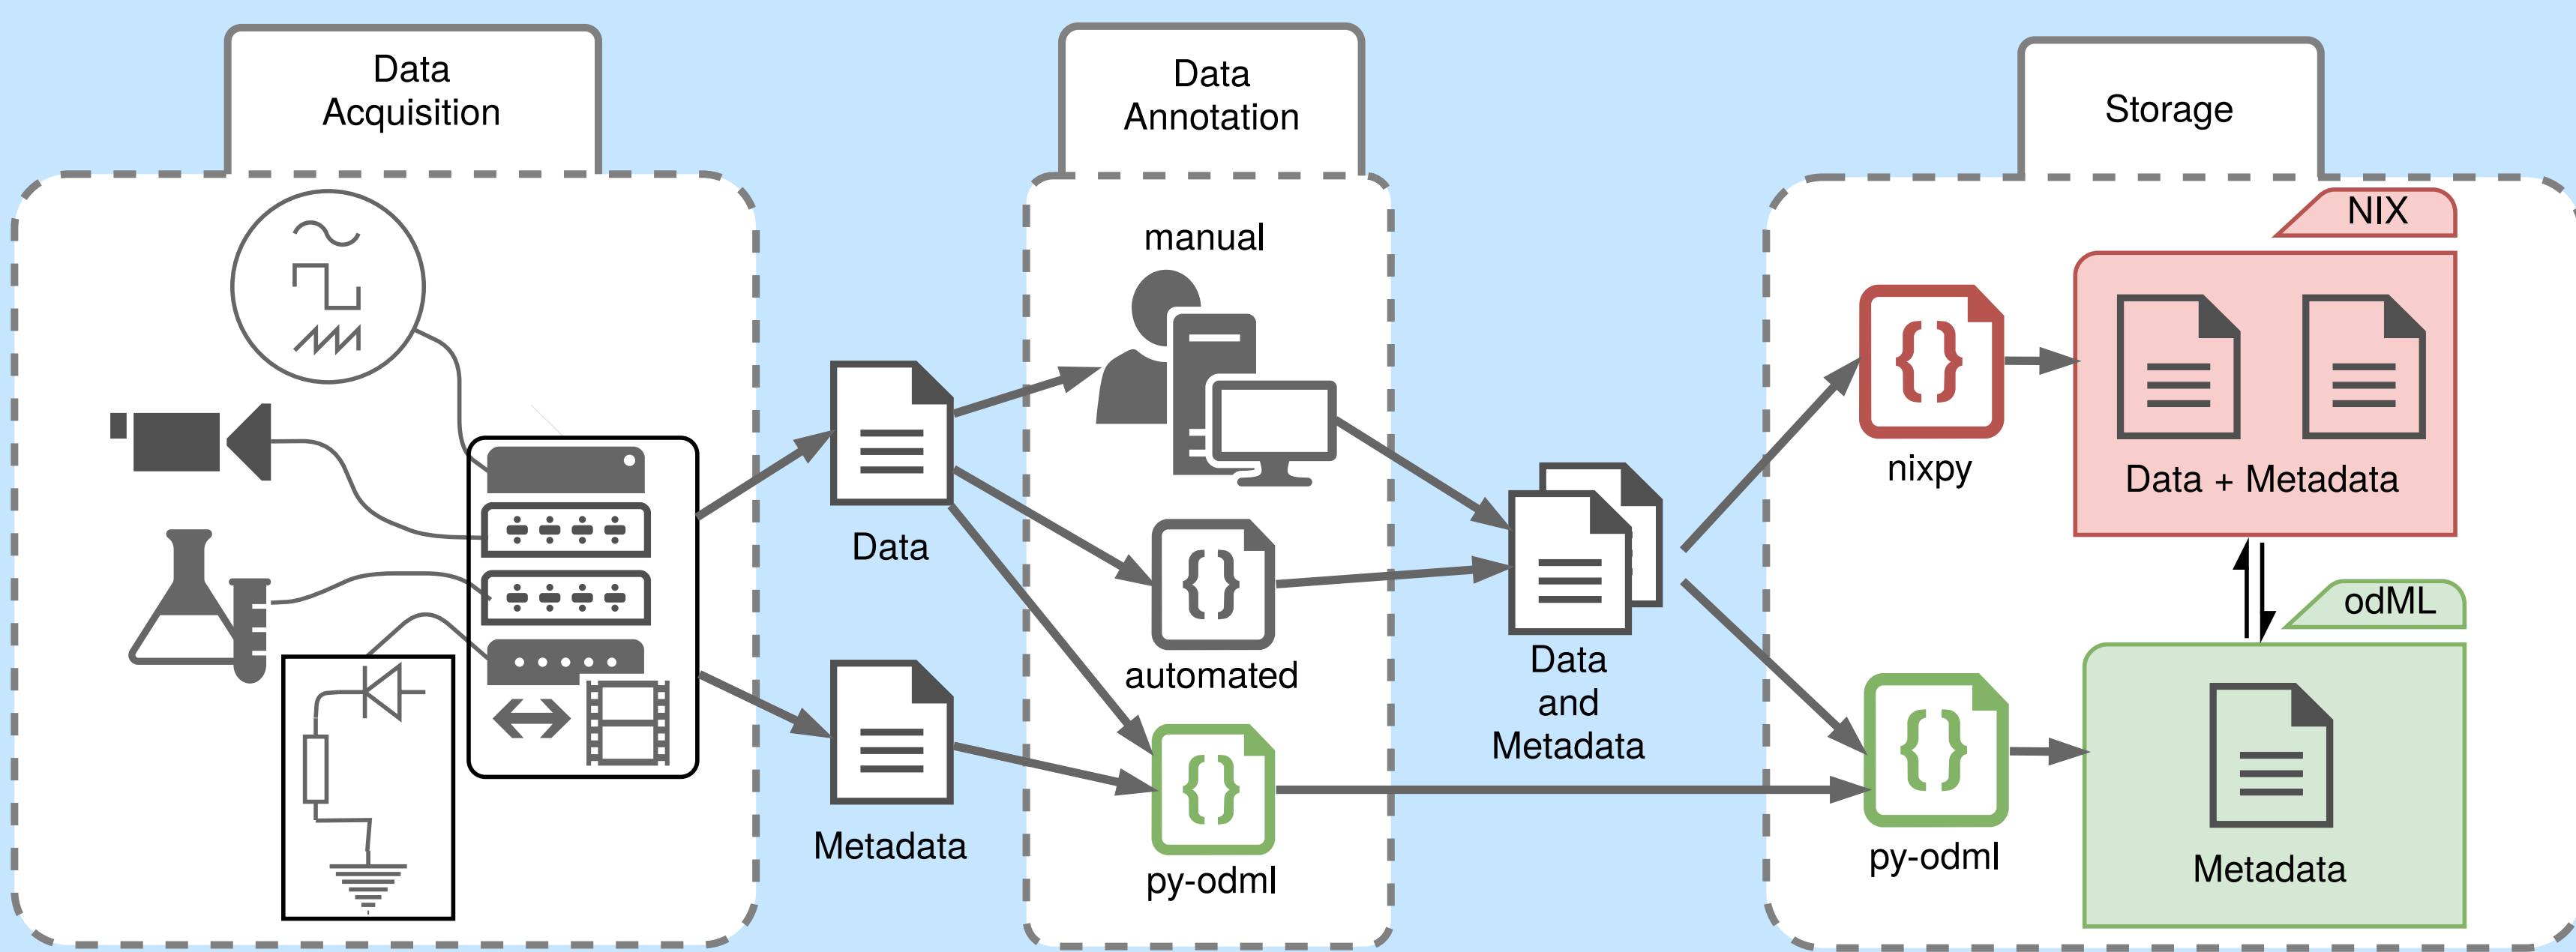 Data
Acquisition
Data
Annotation
Storage
manual
NIX
nixpy
Data + Metadata
Data
automated
Data
and
Metadata
odML
Metadata
py-odml
py-odml
Metadata